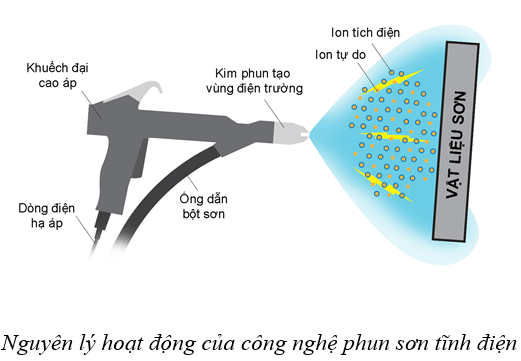 Ion tích điện
Ion tự do
Khuếch đại
cao áp
Kim phun tạo
vùng điện trường
VẬT LIỆU SƠN
Ống dẫn
bột sơn
Dòng điện
hạ áp
Nguyên lý hoạt động của công nghệ phun sơn tĩnh điện